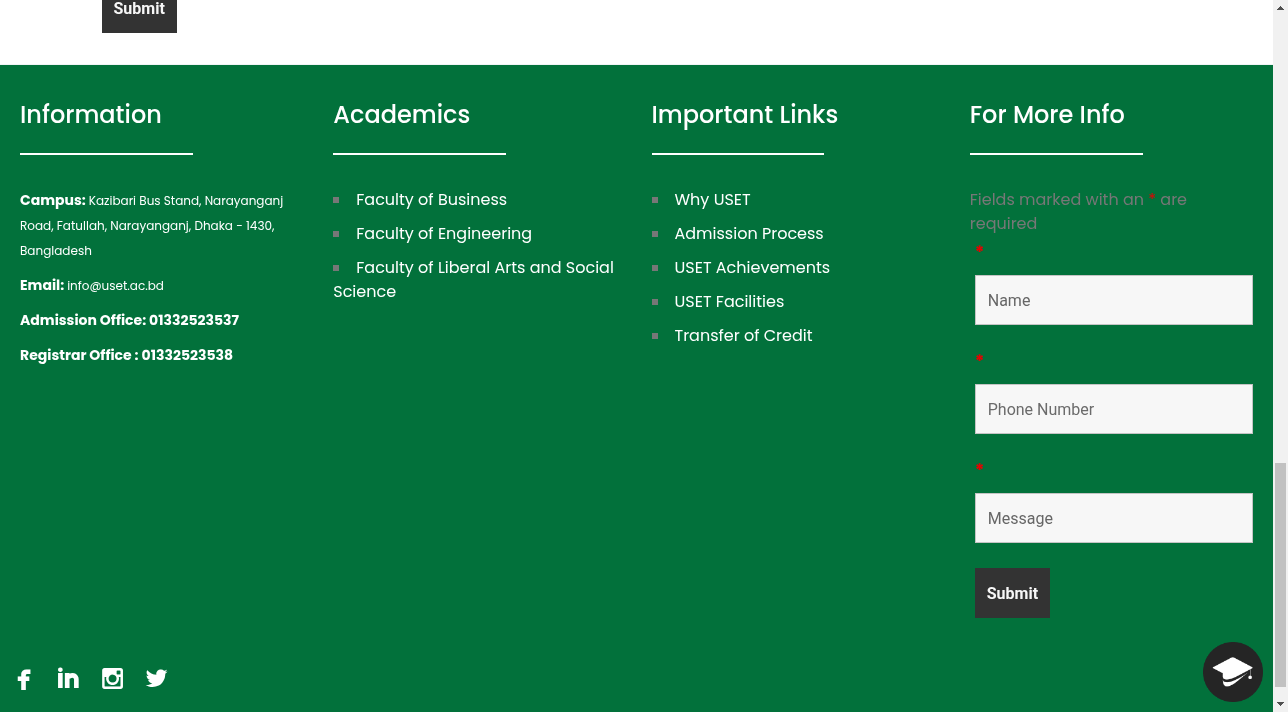 Submit
Information
Campus: Kazibari Bus Stand, Narayanganj
Road, Fatullah, Narayanganj, Dhaka - 1430,
Bangladesh
Email: info@uset.ac.bd
Admission Office: 01332523537
Registrar Office : 01332523538
Academics
Faculty of Business
Faculty of Engineering
Faculty of Liberal Arts and Social
Science
Important Links
Why USET
Admission Process
USET Achievements
USET Facilities
Transfer of Credit
For More Info
Fields marked with an * are
required
*
Name
*
Phone Number
*
Message
Submit